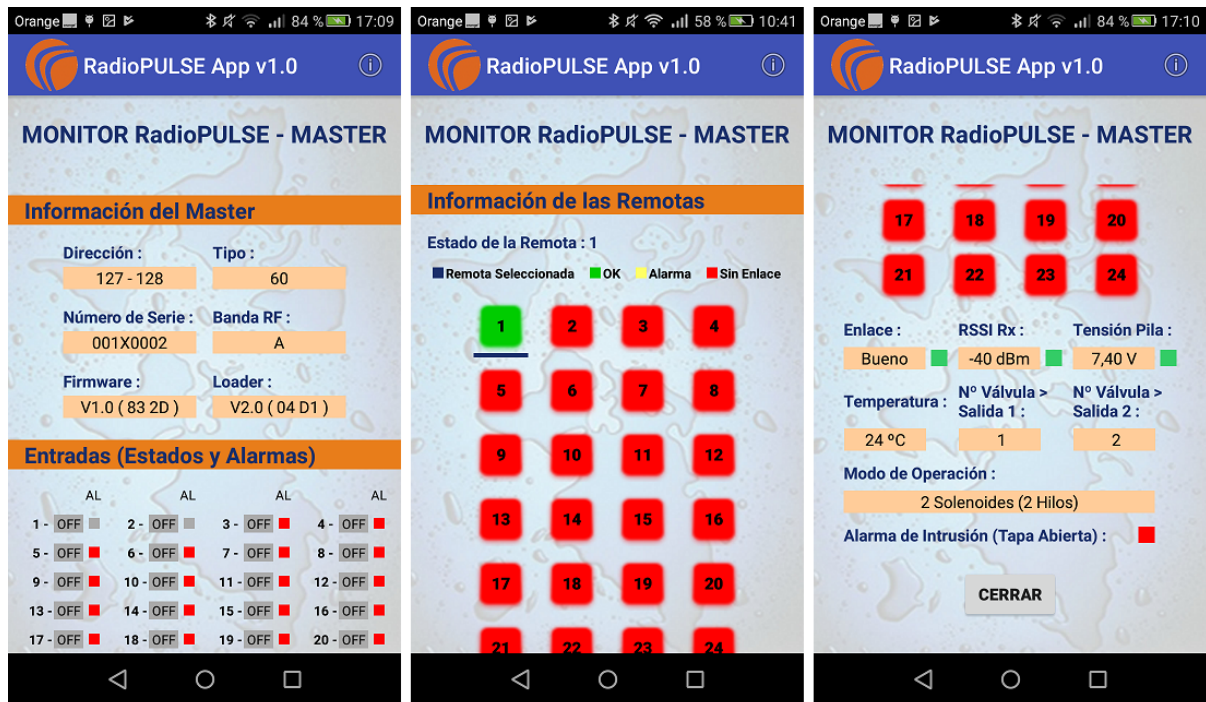 Orange 84 % 17:09
RadioPULSE App v1.0
MONITOR RadioPULSE - MASTER
Información del Master
Dirección : Tipo :
127 - 128 60
Número de Serie : Banda RF :
001X0002 A
Firmware : Loader :
V1.0 ( 83 2D ) V2.0 ( 04 D1 )
Entradas (Estados y Alarmas)
AL AL AL AL
1 - OFF 2 - OFF 3 - OFF 4 - OFF
5 - OFF 6 - OFF 7 - OFF 8 - OFF
9 - OFF 10 - OFF 11 - OFF 12 - OFF
13 - OFF 14 - OFF 15 - OFF 16 - OFF
17 - OFF 18 - OFF 19 - OFF 20 - OFF
Orange 58 % 10:41
RadioPULSE App v1.0
MONITOR RadioPULSE - MASTER
Información de las Remotas
Estado de la Remota : 1
Remota Seleccionada OK Alarma Sin Enlace
1 2 3 4
5 6 7 8
9 10 11 12
13 14 15 16
17 18 19 20
21 22 23 24
Orange 84 % 17:10
RadioPULSE App v1.0
MONITOR RadioPULSE - MASTER
17 18 19 20
21 22 23 24
Enlace : RSSI Rx : Tensión Pila :
Bueno -40 dBm 7,40 V
Temperatura : Nº Válvula > Nº Válvula >
Salida 1 : Salida 2 :
24 ºC 1 2
Modo de Operación :
2 Solenoides (2 Hilos)
Alarma de Intrusión (Tapa Abierta) :
CERRAR